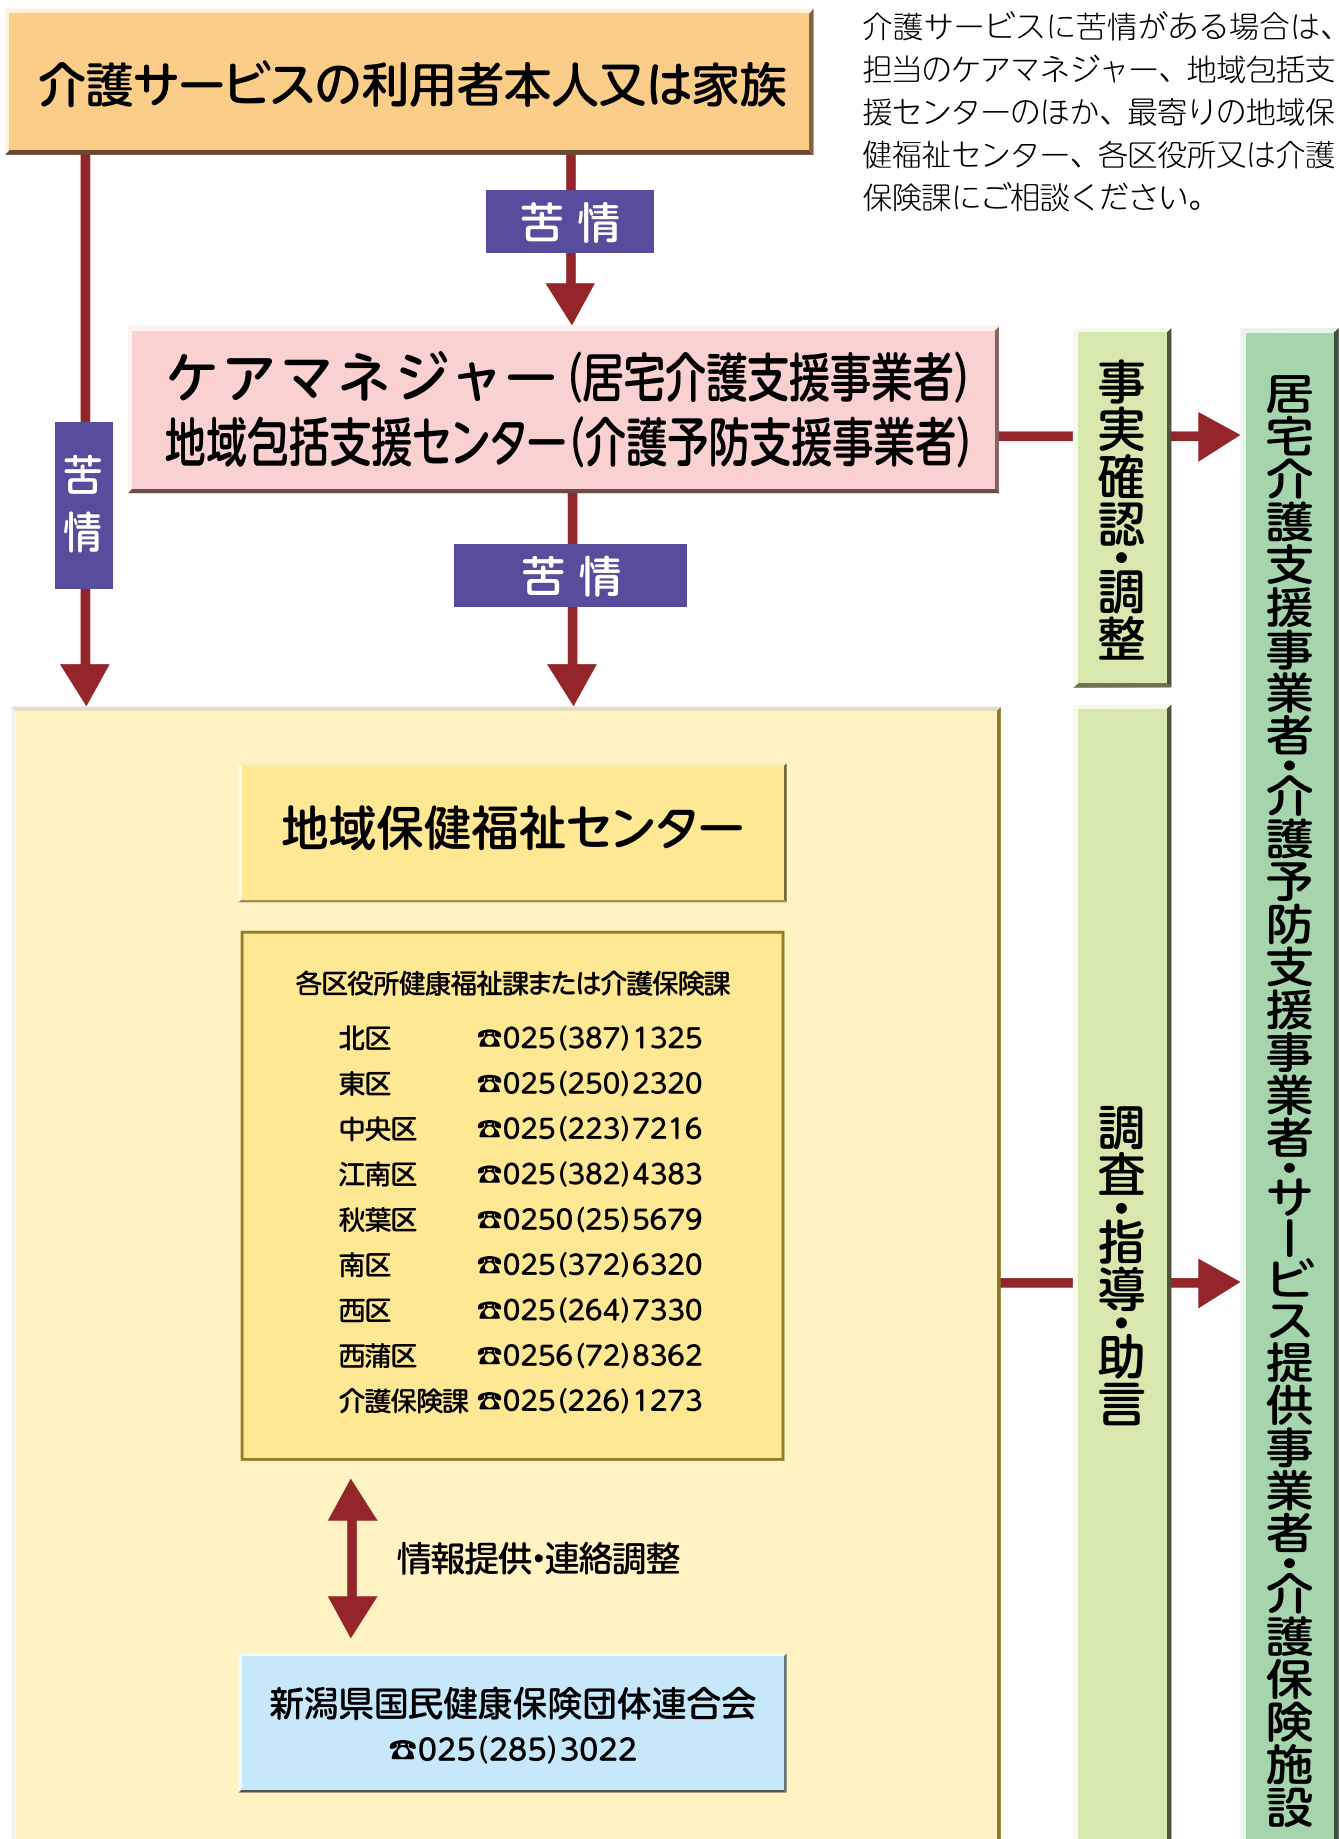 介護サービスの利用者本人又は家族
介護サービスに苦情がある場合は、
担当のケアマネジャー、地域包括支
援センターのほか、最寄りの地域保
健福祉センター、各区役所又は介護
保険課にご相談ください。
苦情
苦情
ケアマネジャー(居宅介護支援事業者)
地域包括支援センター(介護予防支援事業者)
苦情
事実確認・調整
居宅介護支援事業者・介護予防支援事業者・サービス提供事業者・介護保険施設
地域保健福祉センター
各区役所健康福祉課または介護保険課
北区 ☎025(387)1325
東区 ☎025(250)2320
中央区 ☎025(223)7216
江南区 ☎025(382)4383
秋葉区 ☎0250(25)5679
南区 ☎025(372)6320
西区 ☎025(264)7330
西蒲区 ☎0256(72)8362
介護保険課 ☎025(226)1273
調査・指導・助言
情報提供・連絡調整
新潟県国民健康保険団体連合会
☎025(285)3022